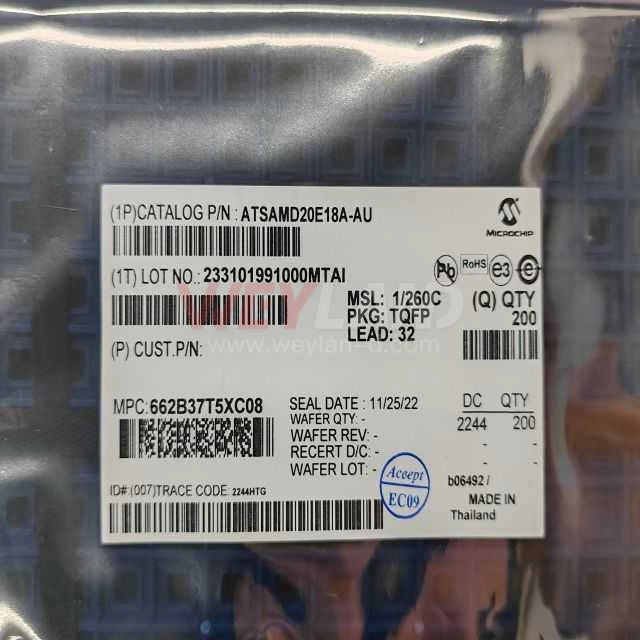 (1P)CATALOG P/N : ATSAMD20E18A-AU
MICROCHIP
(1T) LOT NO.: 233101991000MTAI
Pb RoHS e3 e
MSL: 1/260C (Q) QTY
PKG: TQFP 200
LEAD: 32
WEYLAND
www.weylan-d.com
(P) CUST.P/N:
MPC:662B37T5XC08
SEAL DATE : 11/25/22
WAFER QTY: -
WAFER REV: -
RECERT D/C: -
WAFER LOT: -
DC QTY
2244 200
- -
- -
Accept
EC09
b06492 /
MADE IN
Thailand
ID#:(007)TRACE CODE: 2244HTG